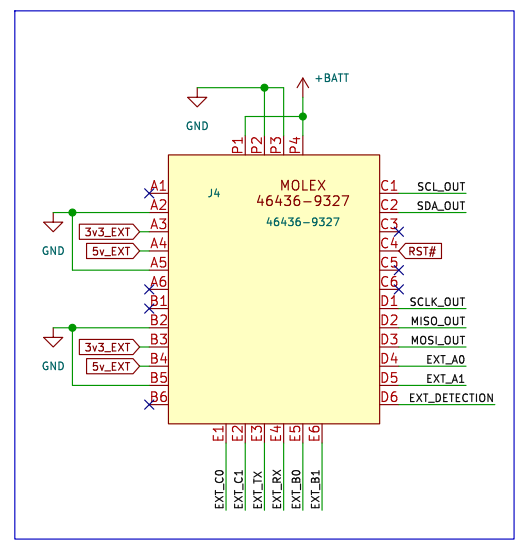 +BATT
GND
P1
P2
P3
P4
A1
J4
MOLEX
46436-9327
46436-9327
C1
SCL_OUT
A2
C2
SDA_OUT
A3
3v3_EXT
C3
GND
A4
5v_EXT
C4
RST#
A5
C5
A6
C6
B1
D1
SCLK_OUT
B2
D2
MISO_OUT
B3
3v3_EXT
D3
MOSI_OUT
GND
B4
5v_EXT
D4
EXT_A0
B5
D5
EXT_A1
B6
D6
EXT_DETECTION
E1
E2
E3
E4
E5
E6
EXT_C0
EXT_C1
EXT_TX
EXT_RX
EXT_B0
EXT_B1